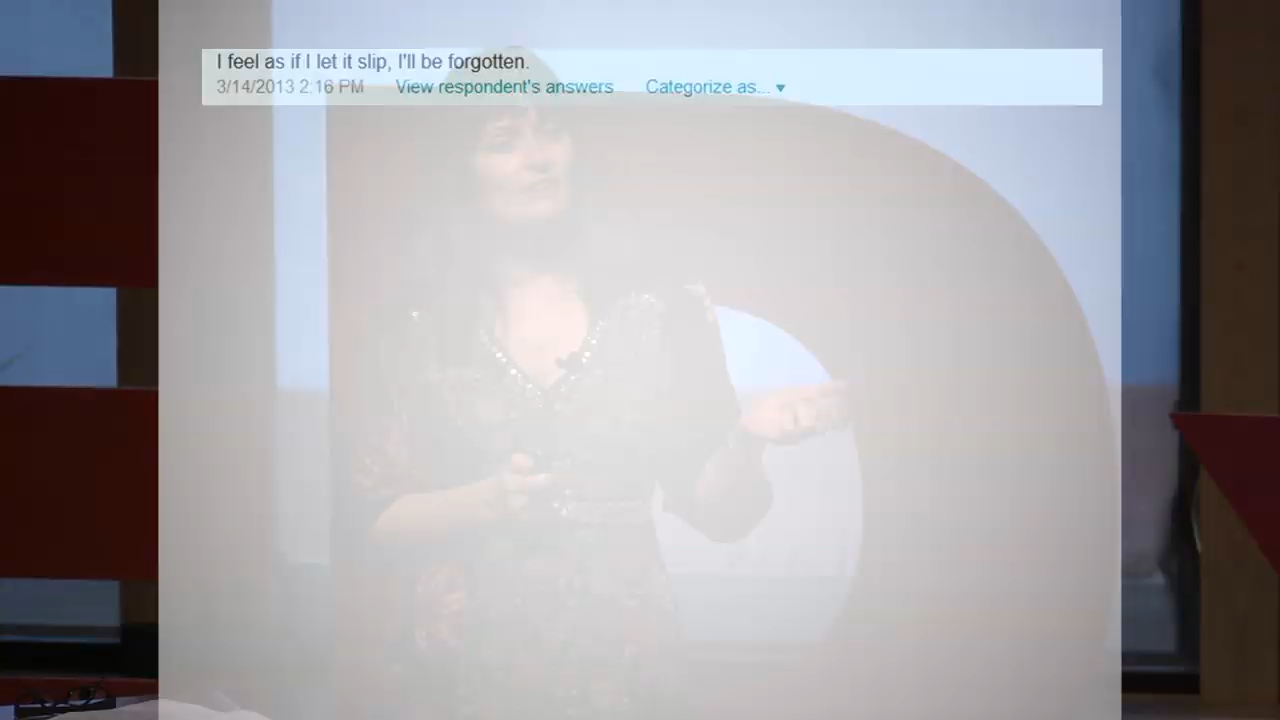 I feel as if I let it slip, I'll be forgotten.
3/14/2013 2:16 PM View respondent's answers Categorize as... ▼